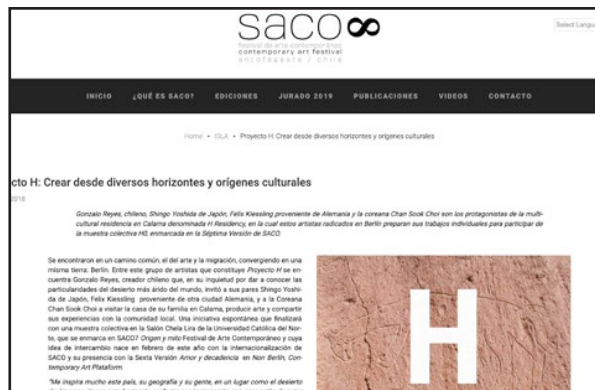 saco∞
festival de arte contemporáneo
contemporary art festival
antofagasta / chile
Select Langu
INICIO ¿QUÉ ES SACO? EDICIONES JURADO 2019 PUBLICACIONES VIDEOS CONTACTO
Home • ISLA • Proyecto H: Crear desde diversos horizontes y orígenes culturales
cto H: Crear desde diversos horizontes y orígenes culturales
2018
Gonzalo Reyes, chileno, Shingo Yoshida de Japón, Felix Kiessling proveniente de Alemania y la coreana Chan Sook Choi son los protagonistas de la multi-
cultural residencia en Calama denominada H Residency, en la cual estos artistas radicados en Berlín preparan sus trabajos individuales para participar de
la muestra colectiva H0, enmarcada en la Séptima Versión de SACO.
Se encontraron en un camino común, el del arte y la migración, convergiendo en una
misma tierra: Berlín. Entre este grupo de artistas que constituye Proyecto H se en-
cuentra Gonzalo Reyes, creador chileno que, en su inquietud por dar a conocer las
particularidades del desierto más árido del mundo, invitó a sus pares Shingo Yoshi-
da de Japón, Felix Kiessling proveniente de otra ciudad Alemania, y a la Coreana
Chan Sook Choi a visitar la casa de su familia en Calama, producir arte y compartir
sus experiencias con la comunidad local. Una iniciativa espontánea que finalizará
con una muestra colectiva en la Salón Chela Lira de la Universidad Católica del Nor-
te, que se enmarca en SACO7 Origen y mito Festival de Arte Contemporáneo y cuya
idea de intercambio nace en febrero de este año con la internacionalización de
SACO y su presencia con la Sexta Versión Amor y decadencia en Non Berlín, Con-
temporary Art Plataform.
"Me inspira mucho este país, su geografía y su gente, en un lugar como el desierto
H